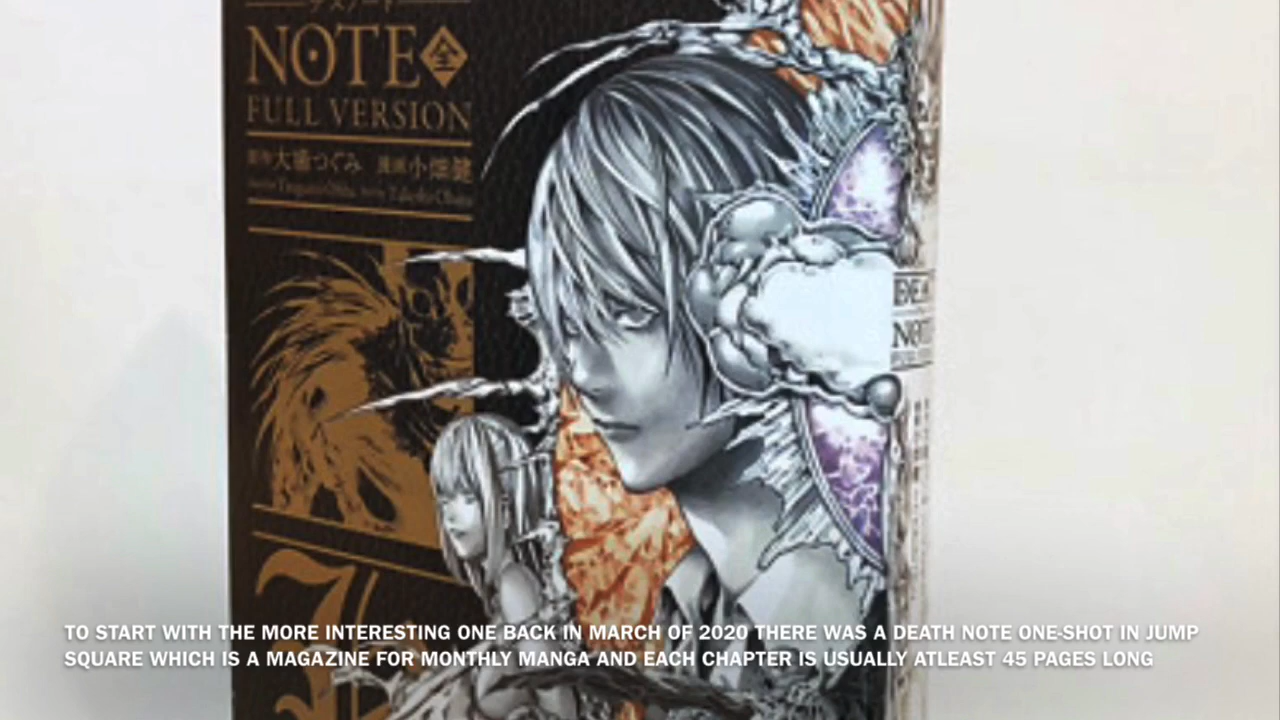 NOTE 全
FULL VERSION
原作 大場つぐみ 漫画 小畑健
NOT
TO START WITH THE MORE INTERESTING ONE BACK IN MARCH OF 2020 THERE WAS A DEATH NOTE ONE-SHOT IN JUMP
SQUARE WHICH IS A MAGAZINE FOR MONTHLY MANGA AND EACH CHAPTER IS USUALLY ATLEAST 45 PAGES LONG